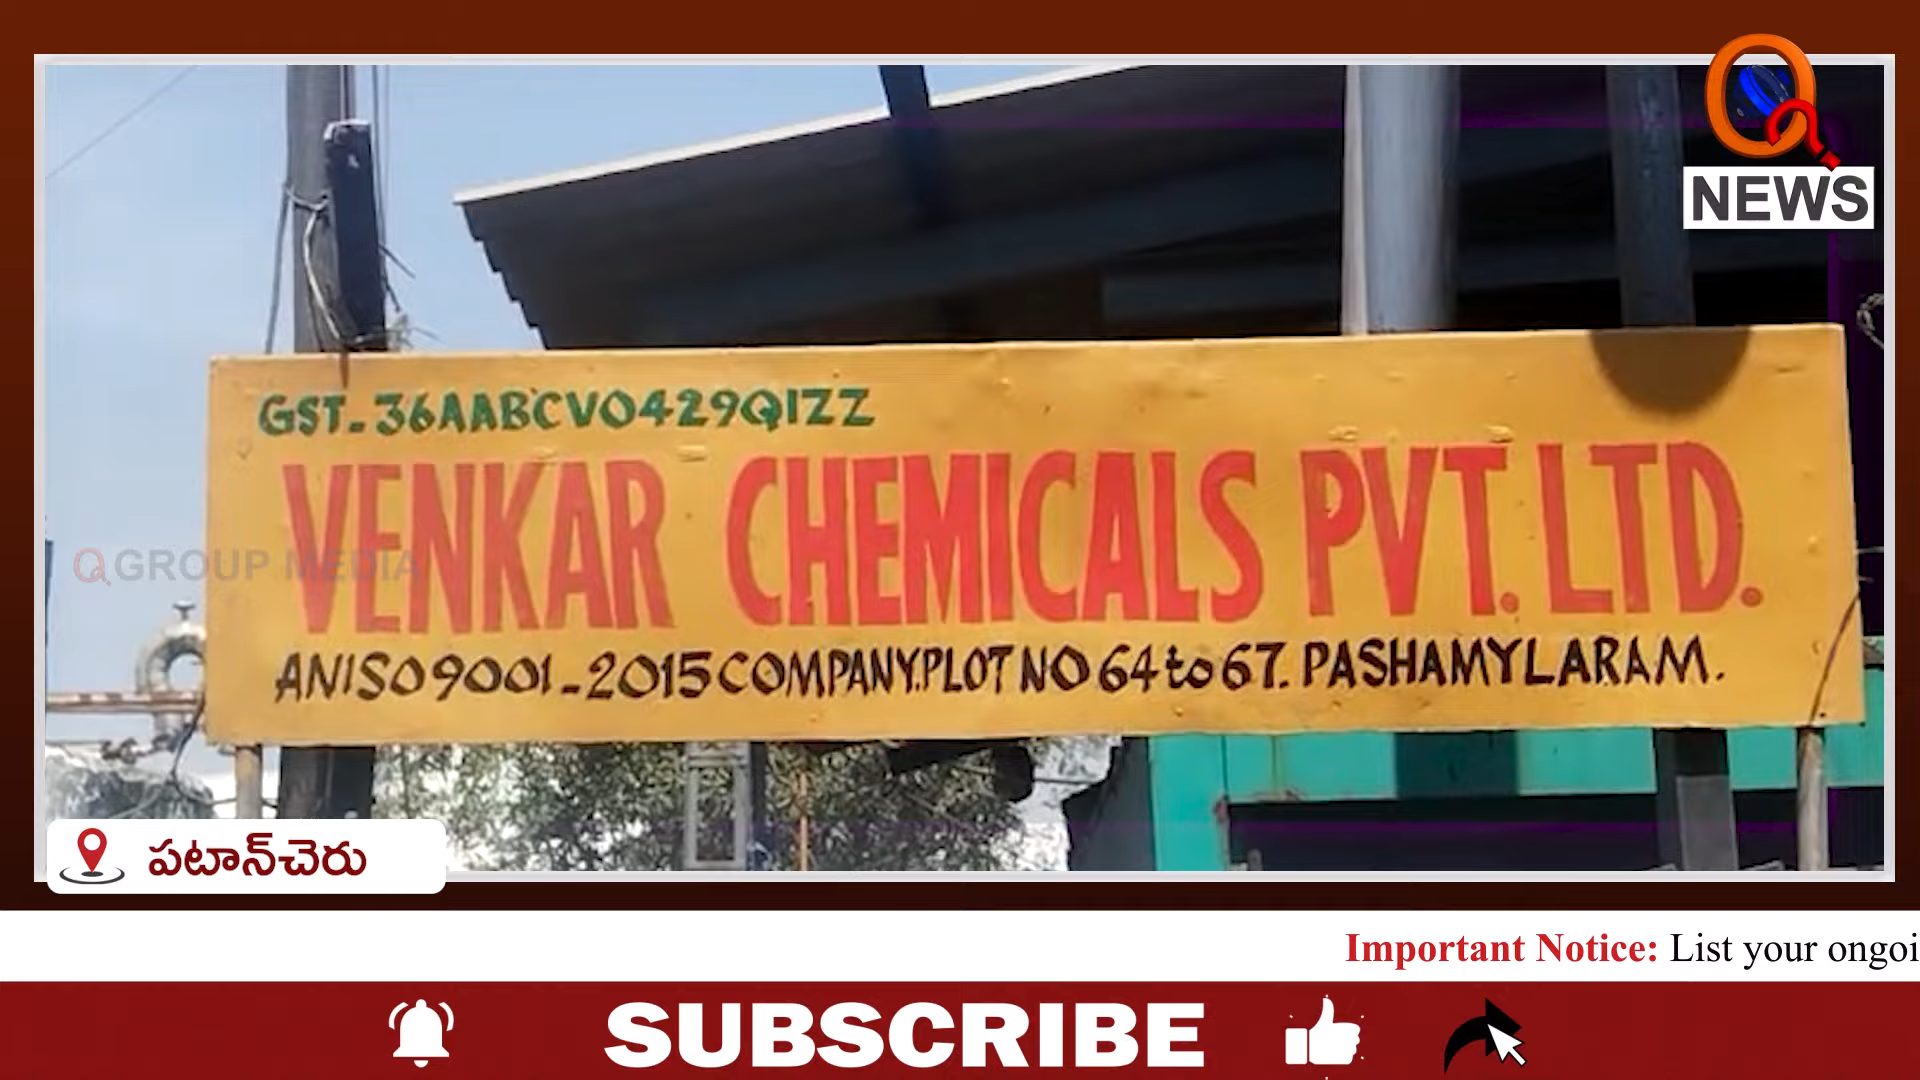 NEWS
GST-36AABCV0429Q1ZZ
VENKAR CHEMICALS PVT.LTD.
Q GROUP MEDIA
AN ISO 9001-2015 COMPANY.PLOT NO 64 to 67. PASHAMYLARAM.
పటాన్‌చెరు
Important Notice: List your ongoi
SUBSCRIBE